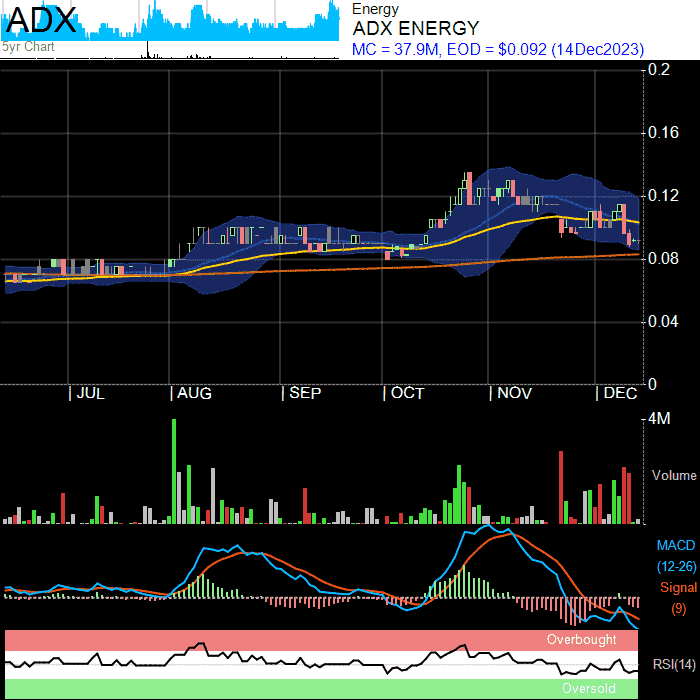 ADX
5yr Chart
Energy
ADX ENERGY
MC = 37.9M, EOD = $0.092 (14Dec2023)
0.2
0.16
0.12
0.08
0.04
0
| JUL | AUG | SEP | OCT | NOV | DEC
4M
Volume
MACD
(12-26)
Signal
(9)
Overbought
RSI(14)
Oversold